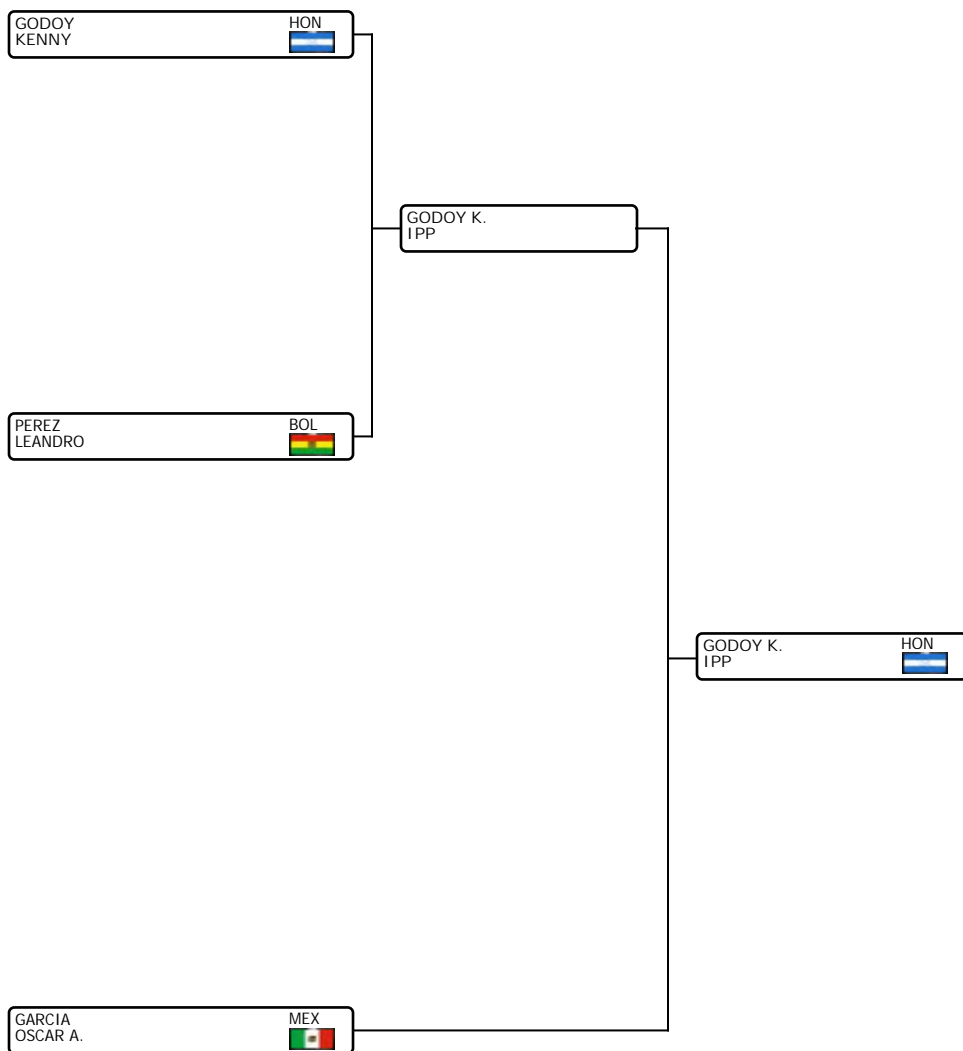 GODOY HON
KENNY
GODOY K.
IPP
PEREZ BOL
LEANDRO
GODOY K. HON
IPP
GARCIA MEX
OSCAR A.